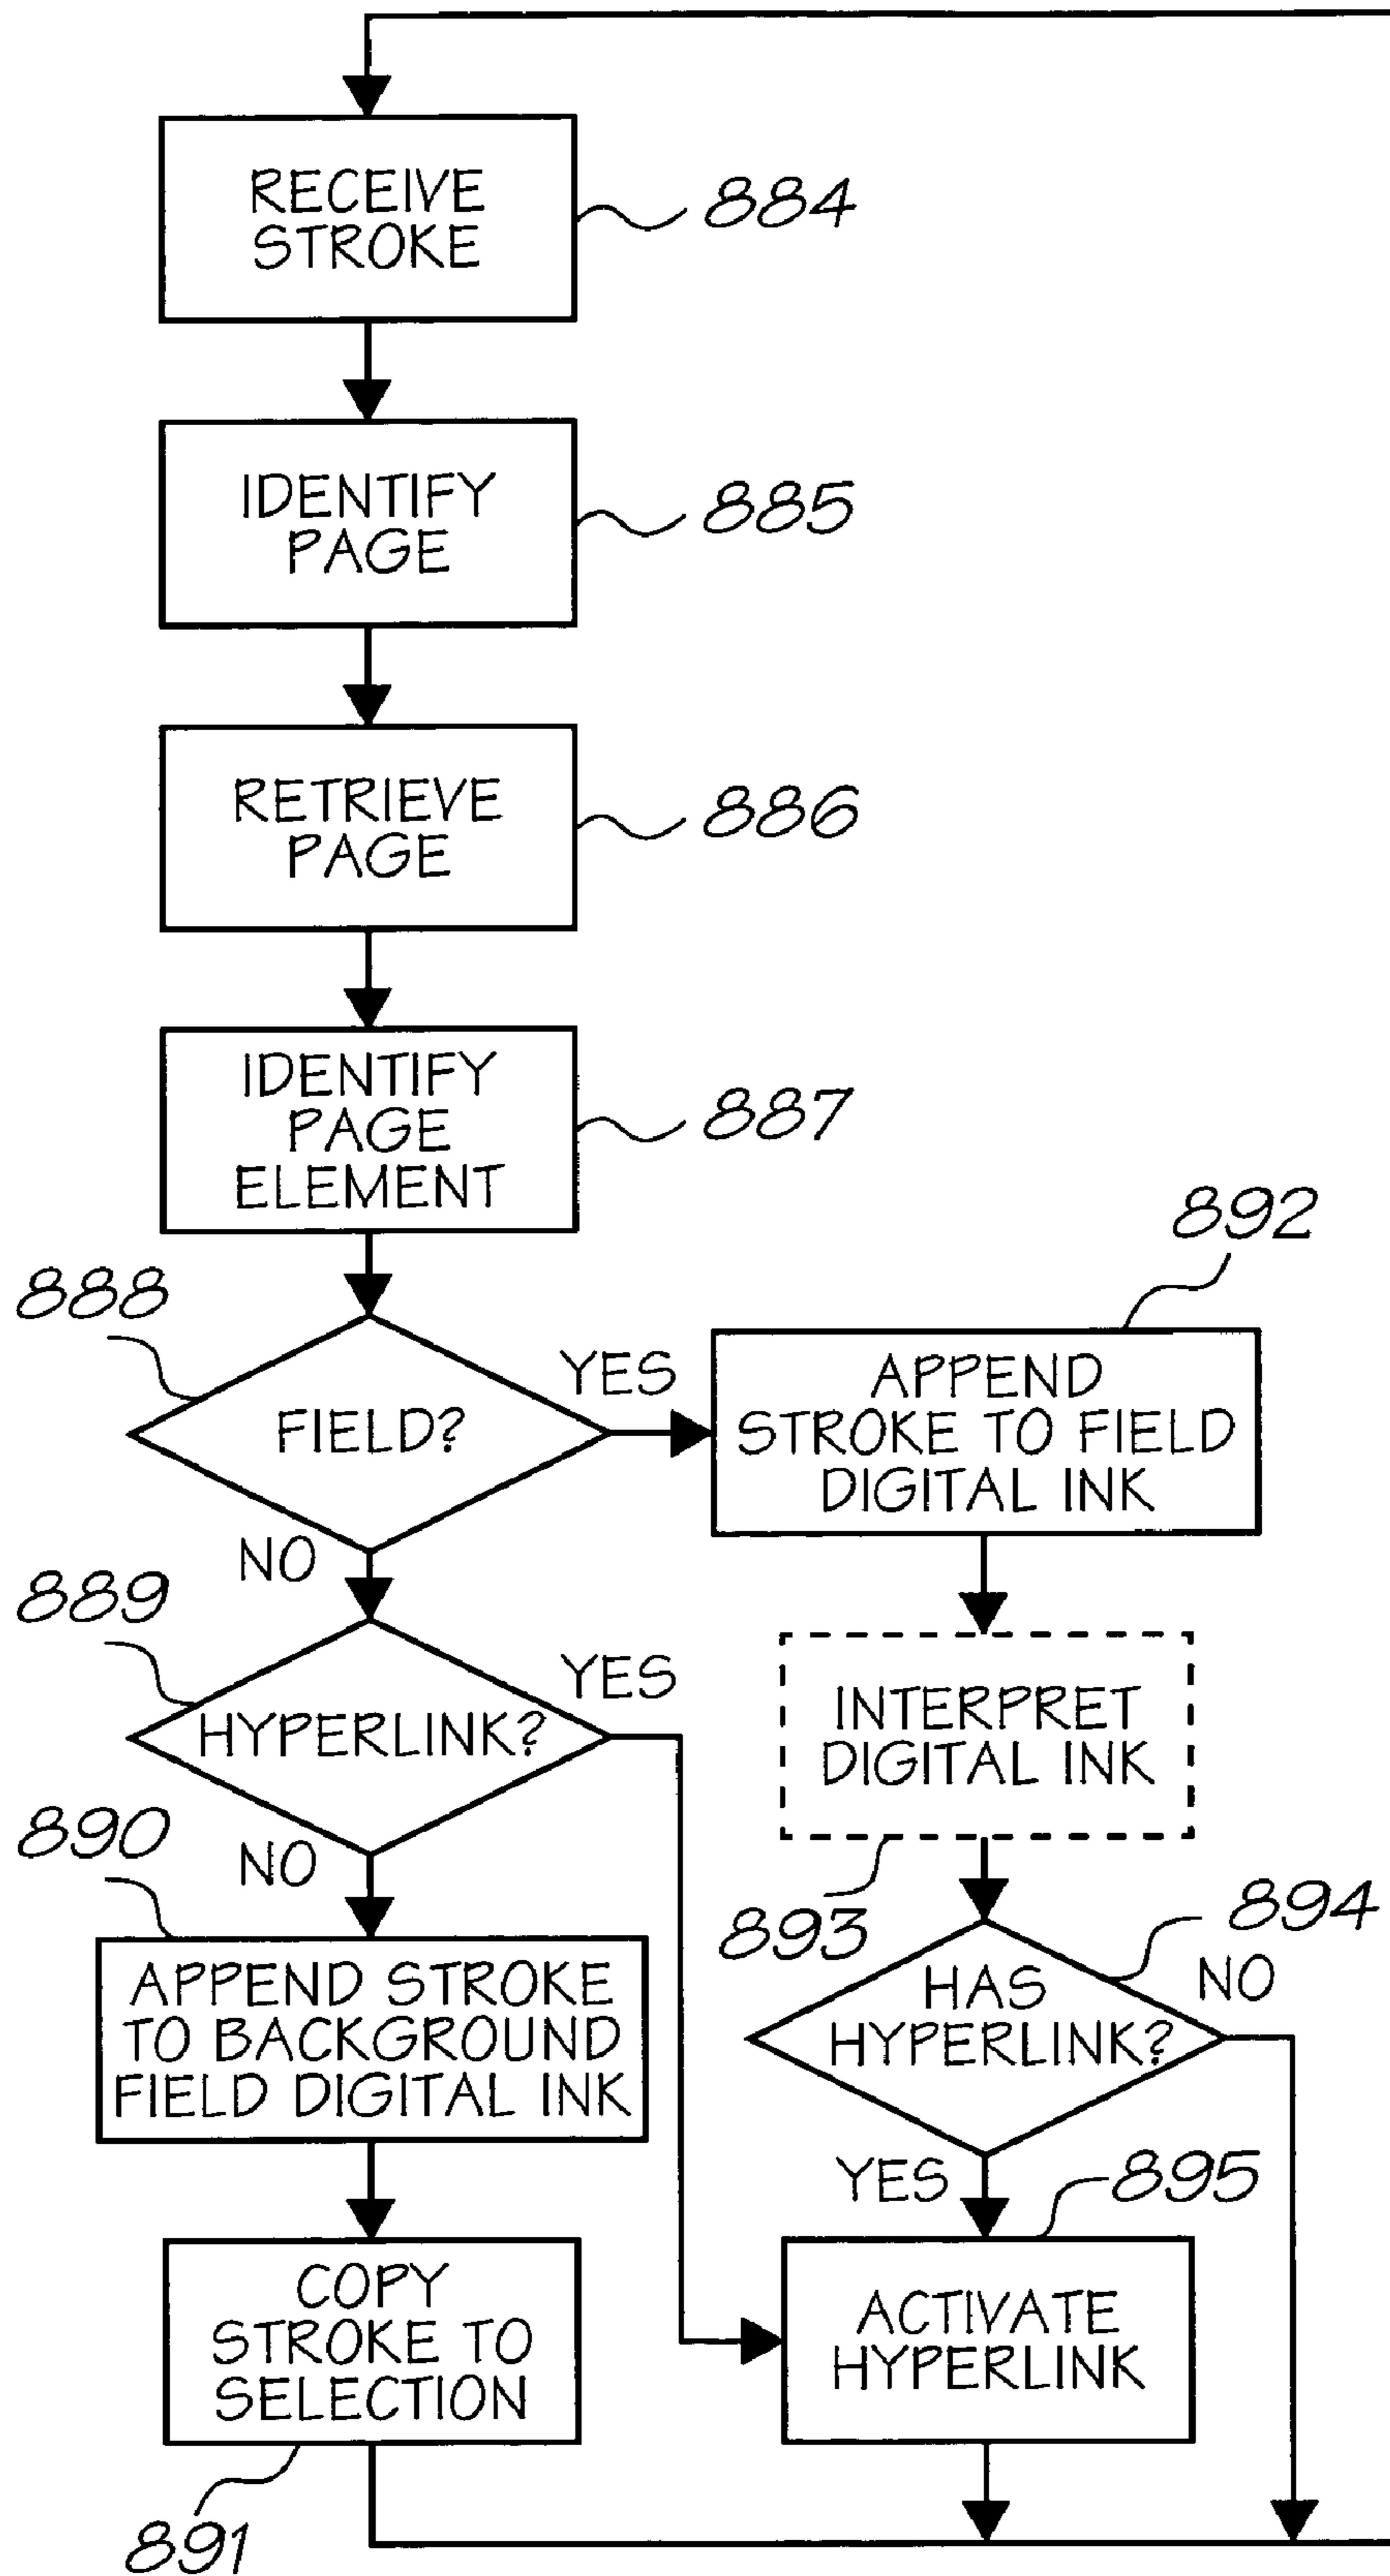 RECEIVE
STROKE
884
IDENTIFY
PAGE
885
RETRIEVE
PAGE
886
IDENTIFY
PAGE
ELEMENT
887
888
FIELD?
YES
NO
892
APPEND
STROKE TO FIELD
DIGITAL INK
889
HYPERLINK?
YES
NO
INTERPRET
DIGITAL INK
893
890
APPEND STROKE
TO BACKGROUND
FIELD DIGITAL INK
894
HAS
HYPERLINK?
NO
YES
COPY
STROKE TO
SELECTION
891
895
ACTIVATE
HYPERLINK